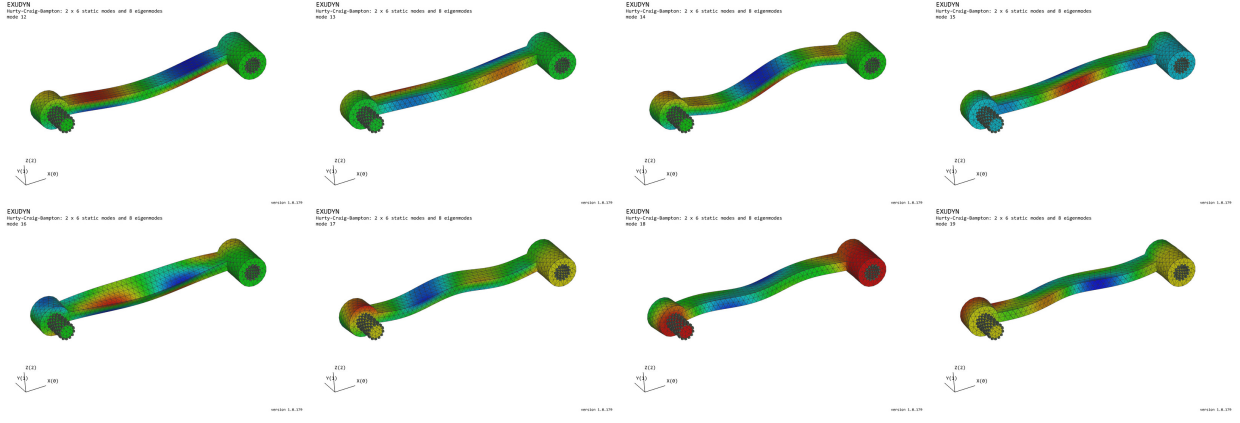 EXUDYN
Hurty-Craig-Bampton: 2 x 6 static modes and 8 eigenmodes
mode 12
Z(2)
Y(1)
X(0)
version 1.0.179
EXUDYN
Hurty-Craig-Bampton: 2 x 6 static modes and 8 eigenmodes
mode 13
Z(2)
Y(1)
X(0)
version 1.0.179
EXUDYN
Hurty-Craig-Bampton: 2 x 6 static modes and 8 eigenmodes
mode 14
Z(2)
Y(1)
X(0)
version 1.0.179
EXUDYN
Hurty-Craig-Bampton: 2 x 6 static modes and 8 eigenmodes
mode 15
Z(2)
Y(1)
X(0)
version 1.0.179
EXUDYN
Hurty-Craig-Bampton: 2 x 6 static modes and 8 eigenmodes
mode 16
Z(2)
Y(1)
X(0)
version 1.0.179
EXUDYN
Hurty-Craig-Bampton: 2 x 6 static modes and 8 eigenmodes
mode 17
Z(2)
Y(1)
X(0)
version 1.0.179
EXUDYN
Hurty-Craig-Bampton: 2 x 6 static modes and 8 eigenmodes
mode 18
Z(2)
Y(1)
X(0)
version 1.0.179
EXUDYN
Hurty-Craig-Bampton: 2 x 6 static modes and 8 eigenmodes
mode 19
Z(2)
Y(1)
X(0)
version 1.0.179